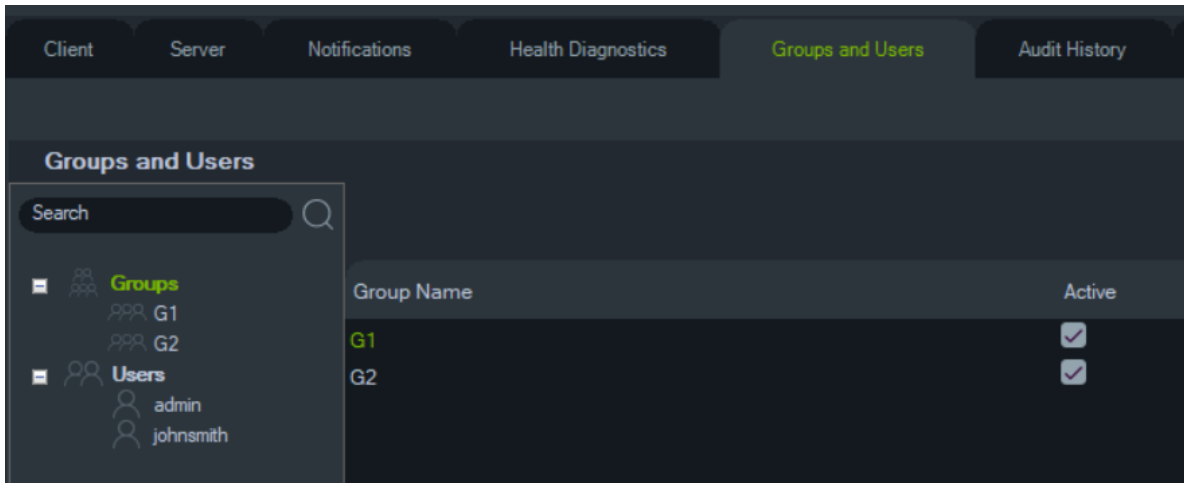 Client Server Notifications Health Diagnostics Groups and Users Audit History
Groups and Users
Search
Groups
G1
G2
Users
admin
johnsmith
Group Name Active
G1
G2